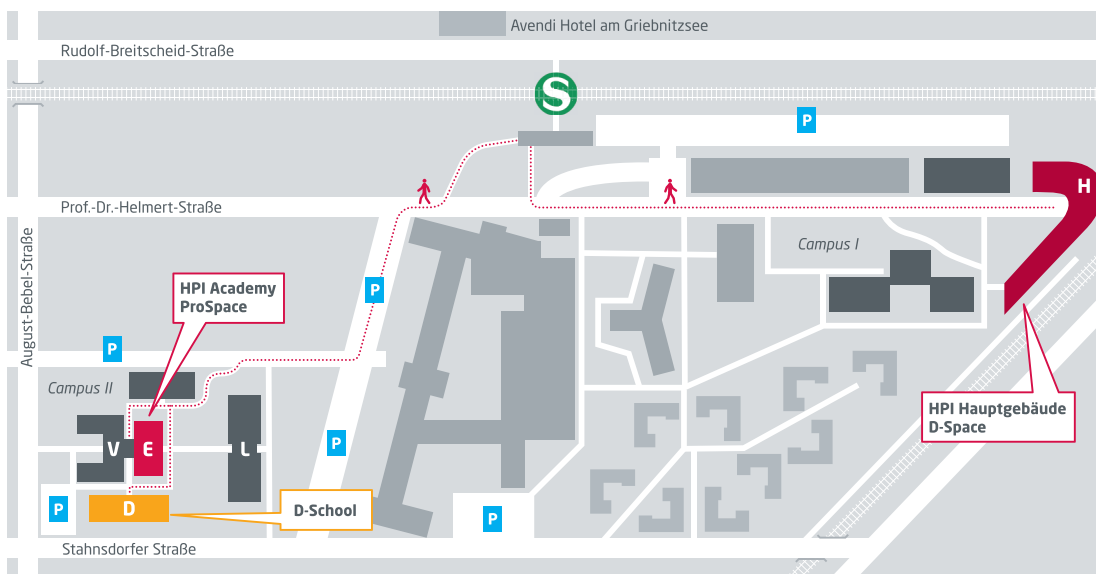 Avendi Hotel am Griebnitzsee
Rudolf-Breitscheid-Straße
S
P
H
Prof.-Dr.-Helmert-Straße
Campus I
August-Bebel-Straße
HPI Academy
ProSpace
P
P
Campus II
HPI Hauptgebäude
D-Space
V
E
L
P
P
D
D-School
P
Stahnsdorfer Straße